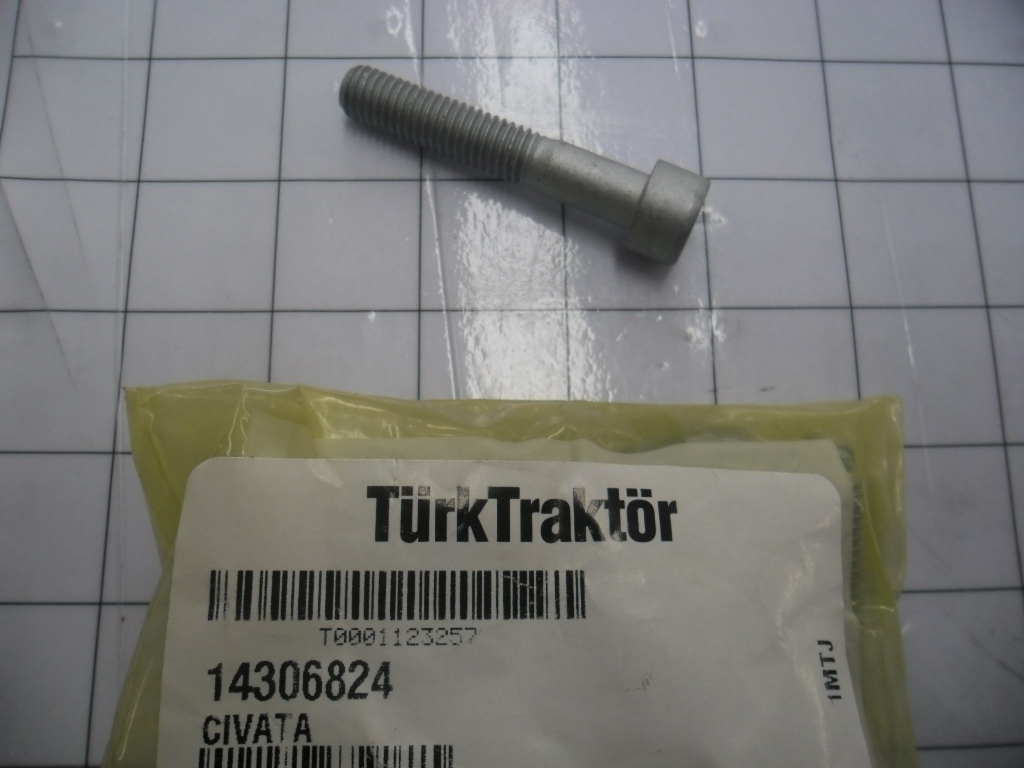 TürkTraktör
T0001123257
14306824
CIVATA
1MTJ